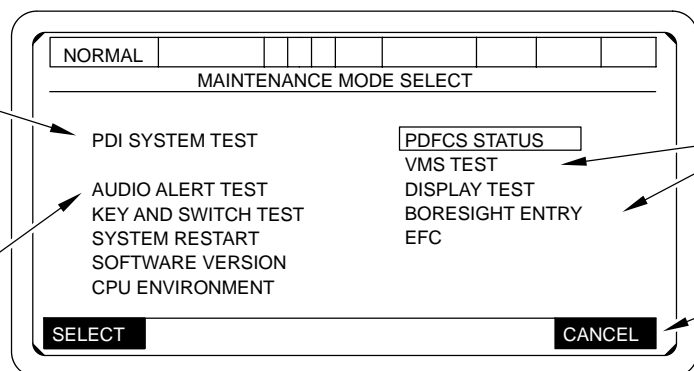 NORMAL
MAINTENANCE MODE SELECT
PDI SYSTEM TEST
AUDIO ALERT TEST
KEY AND SWITCH TEST
SYSTEM RESTART
SOFTWARE VERSION
CPU ENVIRONMENT
PDFCS STATUS
VMS TEST
DISPLAY TEST
BORESIGHT ENTRY
EFC
SELECT
CANCEL